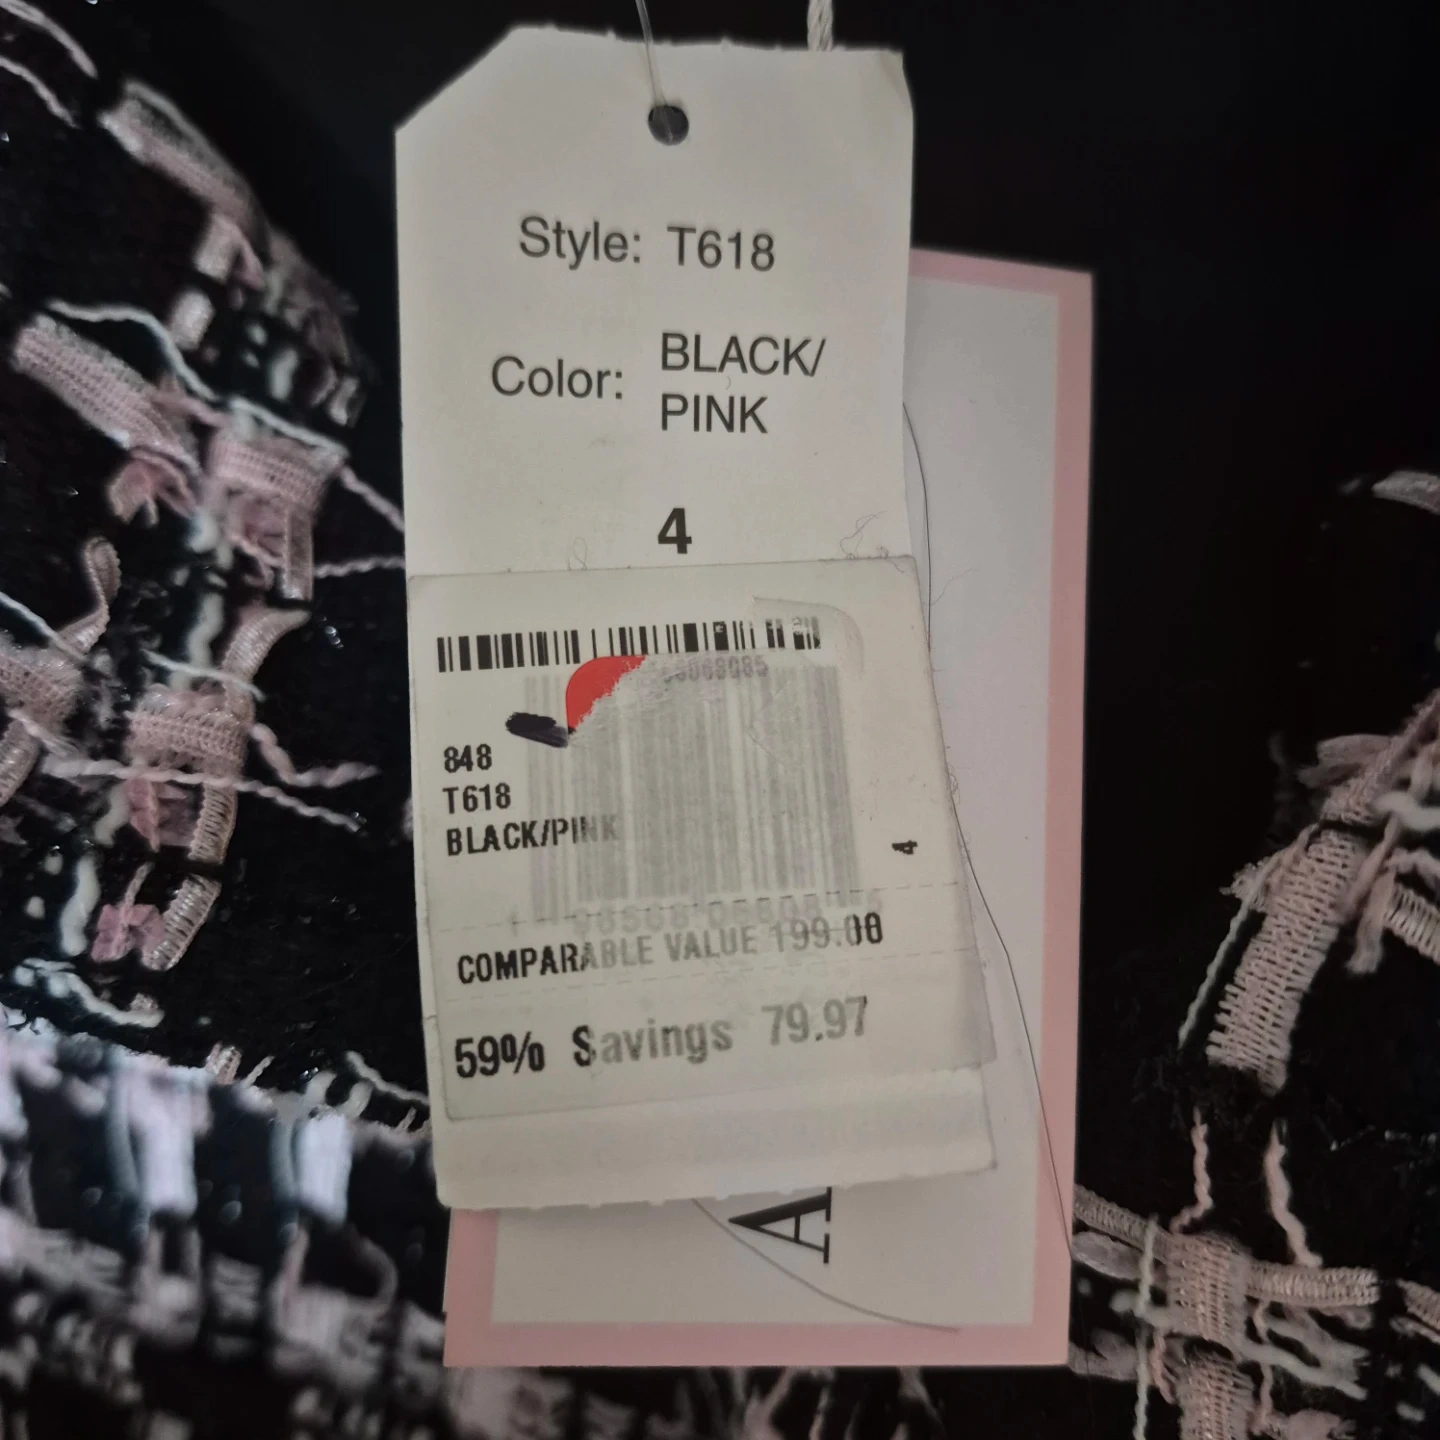 Style: T618
Color: BLACK/
PINK
4
848
T618
BLACK/PINK
4
COMPARABLE VALUE 199.00
59% Savings 79.97
A